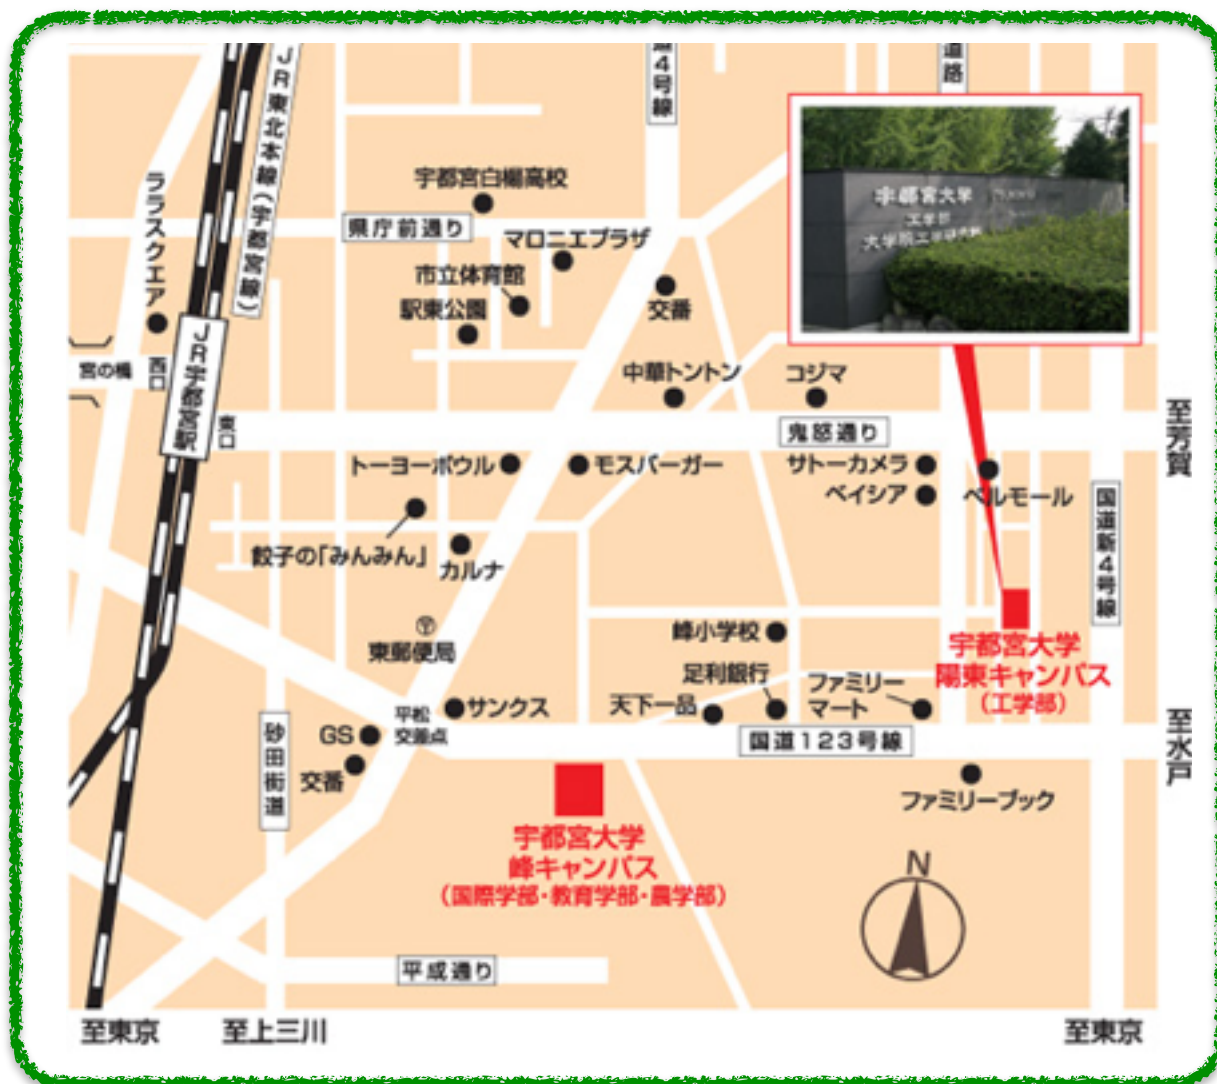 道4号線
道路
JR東北本線(宇都宮線)
ララスクエア
宇都宮白楊高校
県庁前通り
マロニエプラザ
市立体育館
駅東公園
交番
宇都宮大学
工学部
宮の橋
西口
JR宇都宮駅
東口
中華トントン
コジマ
鬼怒通り
至芳賀
トーヨーボウル
モスバーガー
サトーカメラ
ベイシア
ベルモール
国道新4号線
餃子の「みんみん」
カルナ
〒
東郵便局
峰小学校
足利銀行
天下一品
ファミリー
マート
宇都宮大学
陽東キャンパス
(工学部)
サンクス
平松
交差点
GS
交番
砂田街道
国道123号線
至水戸
ファミリーブック
宇都宮大学
峰キャンパス
(国際学部・教育学部・農学部)
N
平成通り
至東京
至上三川
至東京